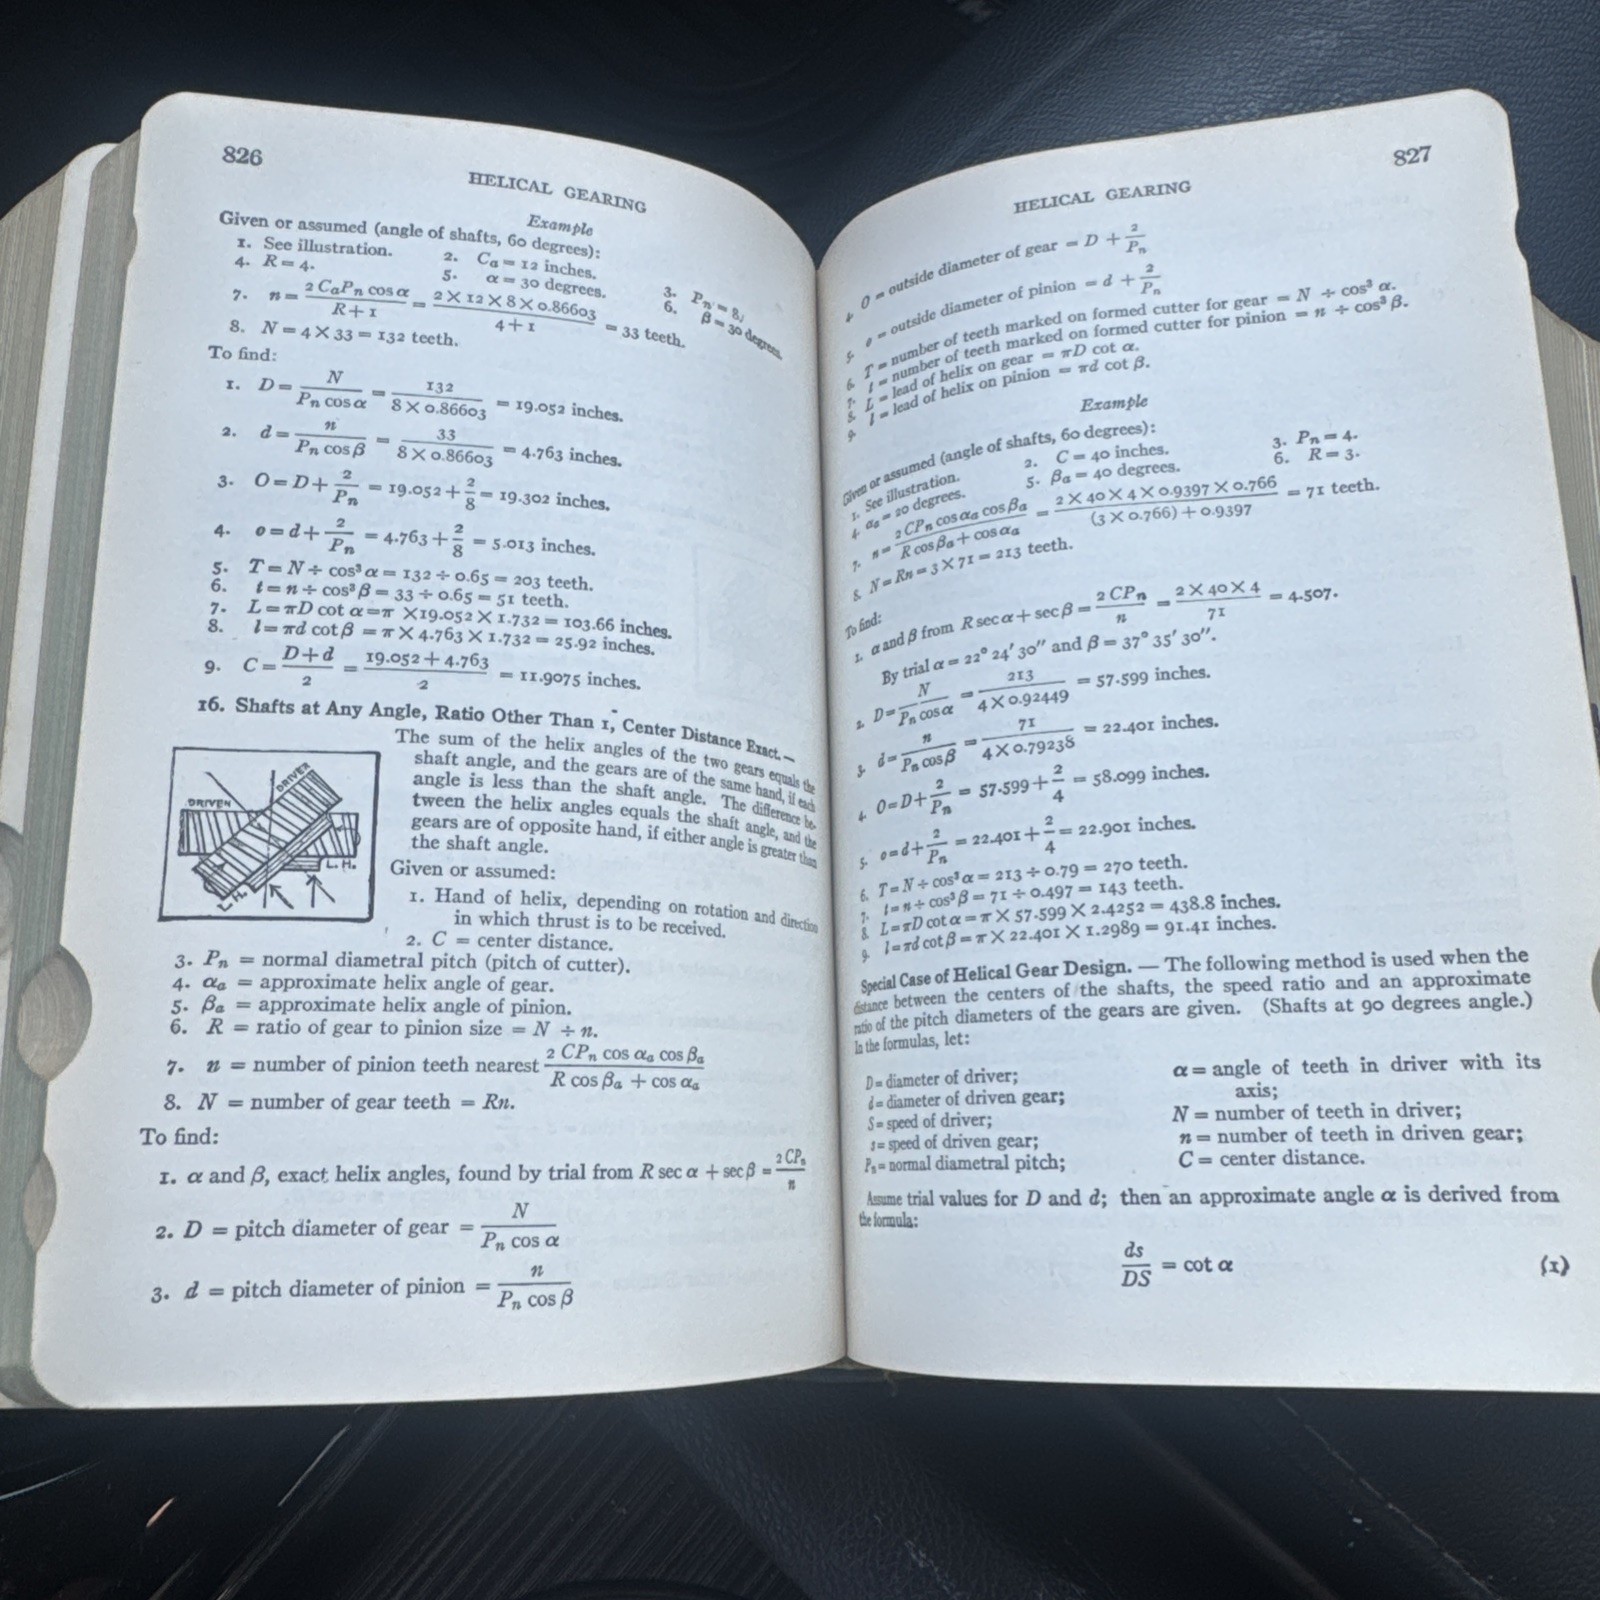 826
HELICAL GEARING
Example
Given or assumed (angle of shafts, 60 degrees):
1. See illustration. 2. Cₐ = 12 inches. 3. Pₙ = 8.
4. R = 4. 5. α = 30 degrees. 6. β = 30 degrees.
7. n = 2 CₐPₙ cos α / R + 1 = 2 × 12 × 8 × 0.86603 / 4 + 1 = 33 teeth.
8. N = 4 × 33 = 132 teeth.
To find:
1. D = N / Pₙ cos α = 132 / 8 × 0.86603 = 19.052 inches.
2. d = n / Pₙ cos β = 33 / 8 × 0.86603 = 4.763 inches.
3. O = D + 2 / Pₙ = 19.052 + 2 / 8 = 19.302 inches.
4. o = d + 2 / Pₙ = 4.763 + 2 / 8 = 5.013 inches.
5. T = N ÷ cos³ α = 132 ÷ 0.65 = 203 teeth.
6. t = n ÷ cos³ β = 33 ÷ 0.65 = 51 teeth.
7. L = πD cot α = π × 19.052 × 1.732 = 103.66 inches.
8. l = πd cot β = π × 4.763 × 1.732 = 25.92 inches.
9. C = D + d / 2 = 19.052 + 4.763 / 2 = 11.9075 inches.
16. Shafts at Any Angle, Ratio Other Than 1, Center Distance Exact. —
The sum of the helix angles of the two gears equals the
shaft angle, and the gears are of the same hand, if each
angle is less than the shaft angle. The difference be-
tween the helix angles equals the shaft angle, and the
gears are of opposite hand, if either angle is greater than
the shaft angle.
DRIVER
DRIVEN
L. H.
L. H.
Given or assumed:
1. Hand of helix, depending on rotation and direction
in which thrust is to be received.
2. C = center distance.
3. Pₙ = normal diametral pitch (pitch of cutter).
4. αₐ = approximate helix angle of gear.
5. βₐ = approximate helix angle of pinion.
6. R = ratio of gear to pinion size = N ÷ n.
7. n = number of pinion teeth nearest 2 CPₙ cos αₐ cos βₐ / R cos βₐ + cos αₐ
8. N = number of gear teeth = Rn.
To find:
1. α and β, exact helix angles, found by trial from R sec α + sec β = 2 CPₙ / n
2. D = pitch diameter of gear = N / Pₙ cos α
3. d = pitch diameter of pinion = n / Pₙ cos β
827
HELICAL GEARING
4. O = outside diameter of gear = D + 2 / Pₙ
5. o = outside diameter of pinion = d + 2 / Pₙ
6. T = number of teeth marked on formed cutter for gear = N ÷ cos³ α.
7. t = number of teeth marked on formed cutter for pinion = n ÷ cos³ β.
8. L = lead of helix on gear = πD cot α.
9. l = lead of helix on pinion = πd cot β.
Example
Given or assumed (angle of shafts, 60 degrees):
1. See illustration. 2. C = 40 inches. 3. Pₙ = 4.
4. αₐ = 20 degrees. 5. βₐ = 40 degrees. 6. R = 3.
7. n = 2 CPₙ cos αₐ cos βₐ / R cos βₐ + cos αₐ = 2 × 40 × 4 × 0.9397 × 0.766 / (3 × 0.766) + 0.9397 = 71 teeth.
8. N = Rn = 3 × 71 = 213 teeth.
To find:
1. α and β from R sec α + sec β = 2 CPₙ / n = 2 × 40 × 4 / 71 = 4.507.
By trial α = 22° 24′ 30″ and β = 37° 35′ 30″.
2. D = N / Pₙ cos α = 213 / 4 × 0.92449 = 57.599 inches.
3. d = n / Pₙ cos β = 71 / 4 × 0.79238 = 22.401 inches.
4. O = D + 2 / Pₙ = 57.599 + 2 / 4 = 58.099 inches.
5. o = d + 2 / Pₙ = 22.401 + 2 / 4 = 22.901 inches.
6. T = N ÷ cos³ α = 213 ÷ 0.79 = 270 teeth.
7. t = n ÷ cos³ β = 71 ÷ 0.497 = 143 teeth.
8. L = πD cot α = π × 57.599 × 2.4252 = 438.8 inches.
9. l = πd cot β = π × 22.401 × 1.2989 = 91.41 inches.
Special Case of Helical Gear Design. — The following method is used when the
distance between the centers of the shafts, the speed ratio and an approximate
ratio of the pitch diameters of the gears are given. (Shafts at 90 degrees angle.)
In the formulas, let:
D = diameter of driver;
d = diameter of driven gear;
S = speed of driver;
s = speed of driven gear;
Pₙ = normal diametral pitch;
α = angle of teeth in driver with its
axis;
N = number of teeth in driver;
n = number of teeth in driven gear;
C = center distance.
Assume trial values for D and d; then an approximate angle α is derived from
the formula:
ds / DS = cot α (1)